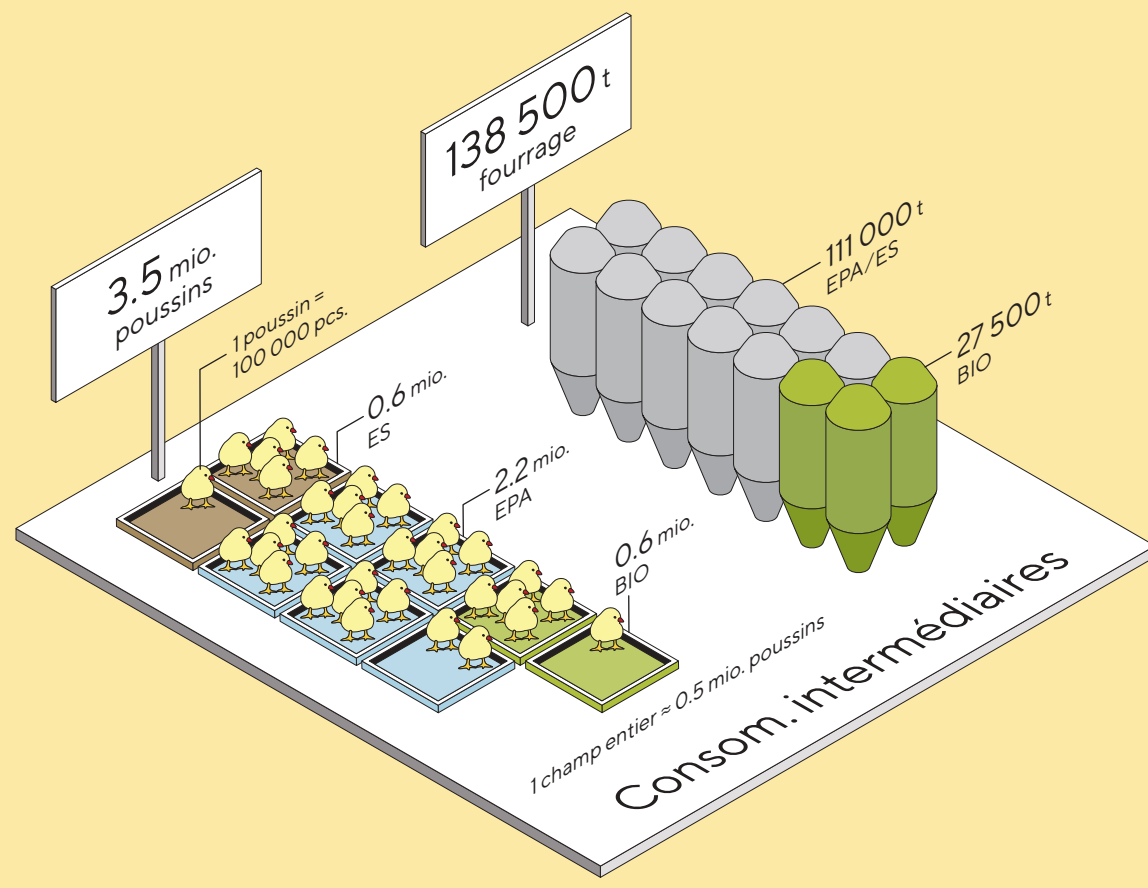 138 500 t
fourrage
3.5 mio.
poussins
1 poussin =
100 000 pcs.
111 000 t
EPA/ES
27 500 t
BIO
0.6 mio.
ES
2.2 mio.
EPA
0.6 mio.
BIO
1 champ entier ≈ 0.5 mio. poussins
Consom. intermédiaires